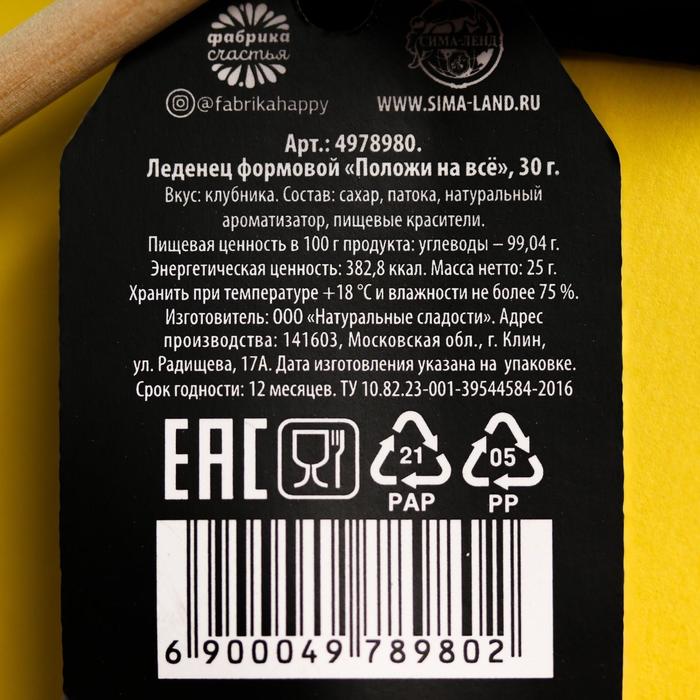 фабрика
счастья
СИМА-ЛЕНД
@fabrikahappy
WWW.SIMA-LAND.RU
Арт.: 4978980.
Леденец формовой «Положи на всё», 30 г.
Вкус: клубника. Состав: сахар, патока, натуральный
ароматизатор, пищевые красители.
Пищевая ценность в 100 г продукта: углеводы – 99,04 г.
Энергетическая ценность: 382,8 ккал. Масса нетто: 25 г.
Хранить при температуре +18 °С и влажности не более 75 %.
Изготовитель: ООО «Натуральные сладости». Адрес
производства: 141603, Московская обл., г. Клин,
ул. Радищева, 17А. Дата изготовления указана на упаковке.
Срок годности: 12 месяцев. ТУ 10.82.23-001-39544584-2016
EAC
21
PAP
05
PP
6 900049 789802